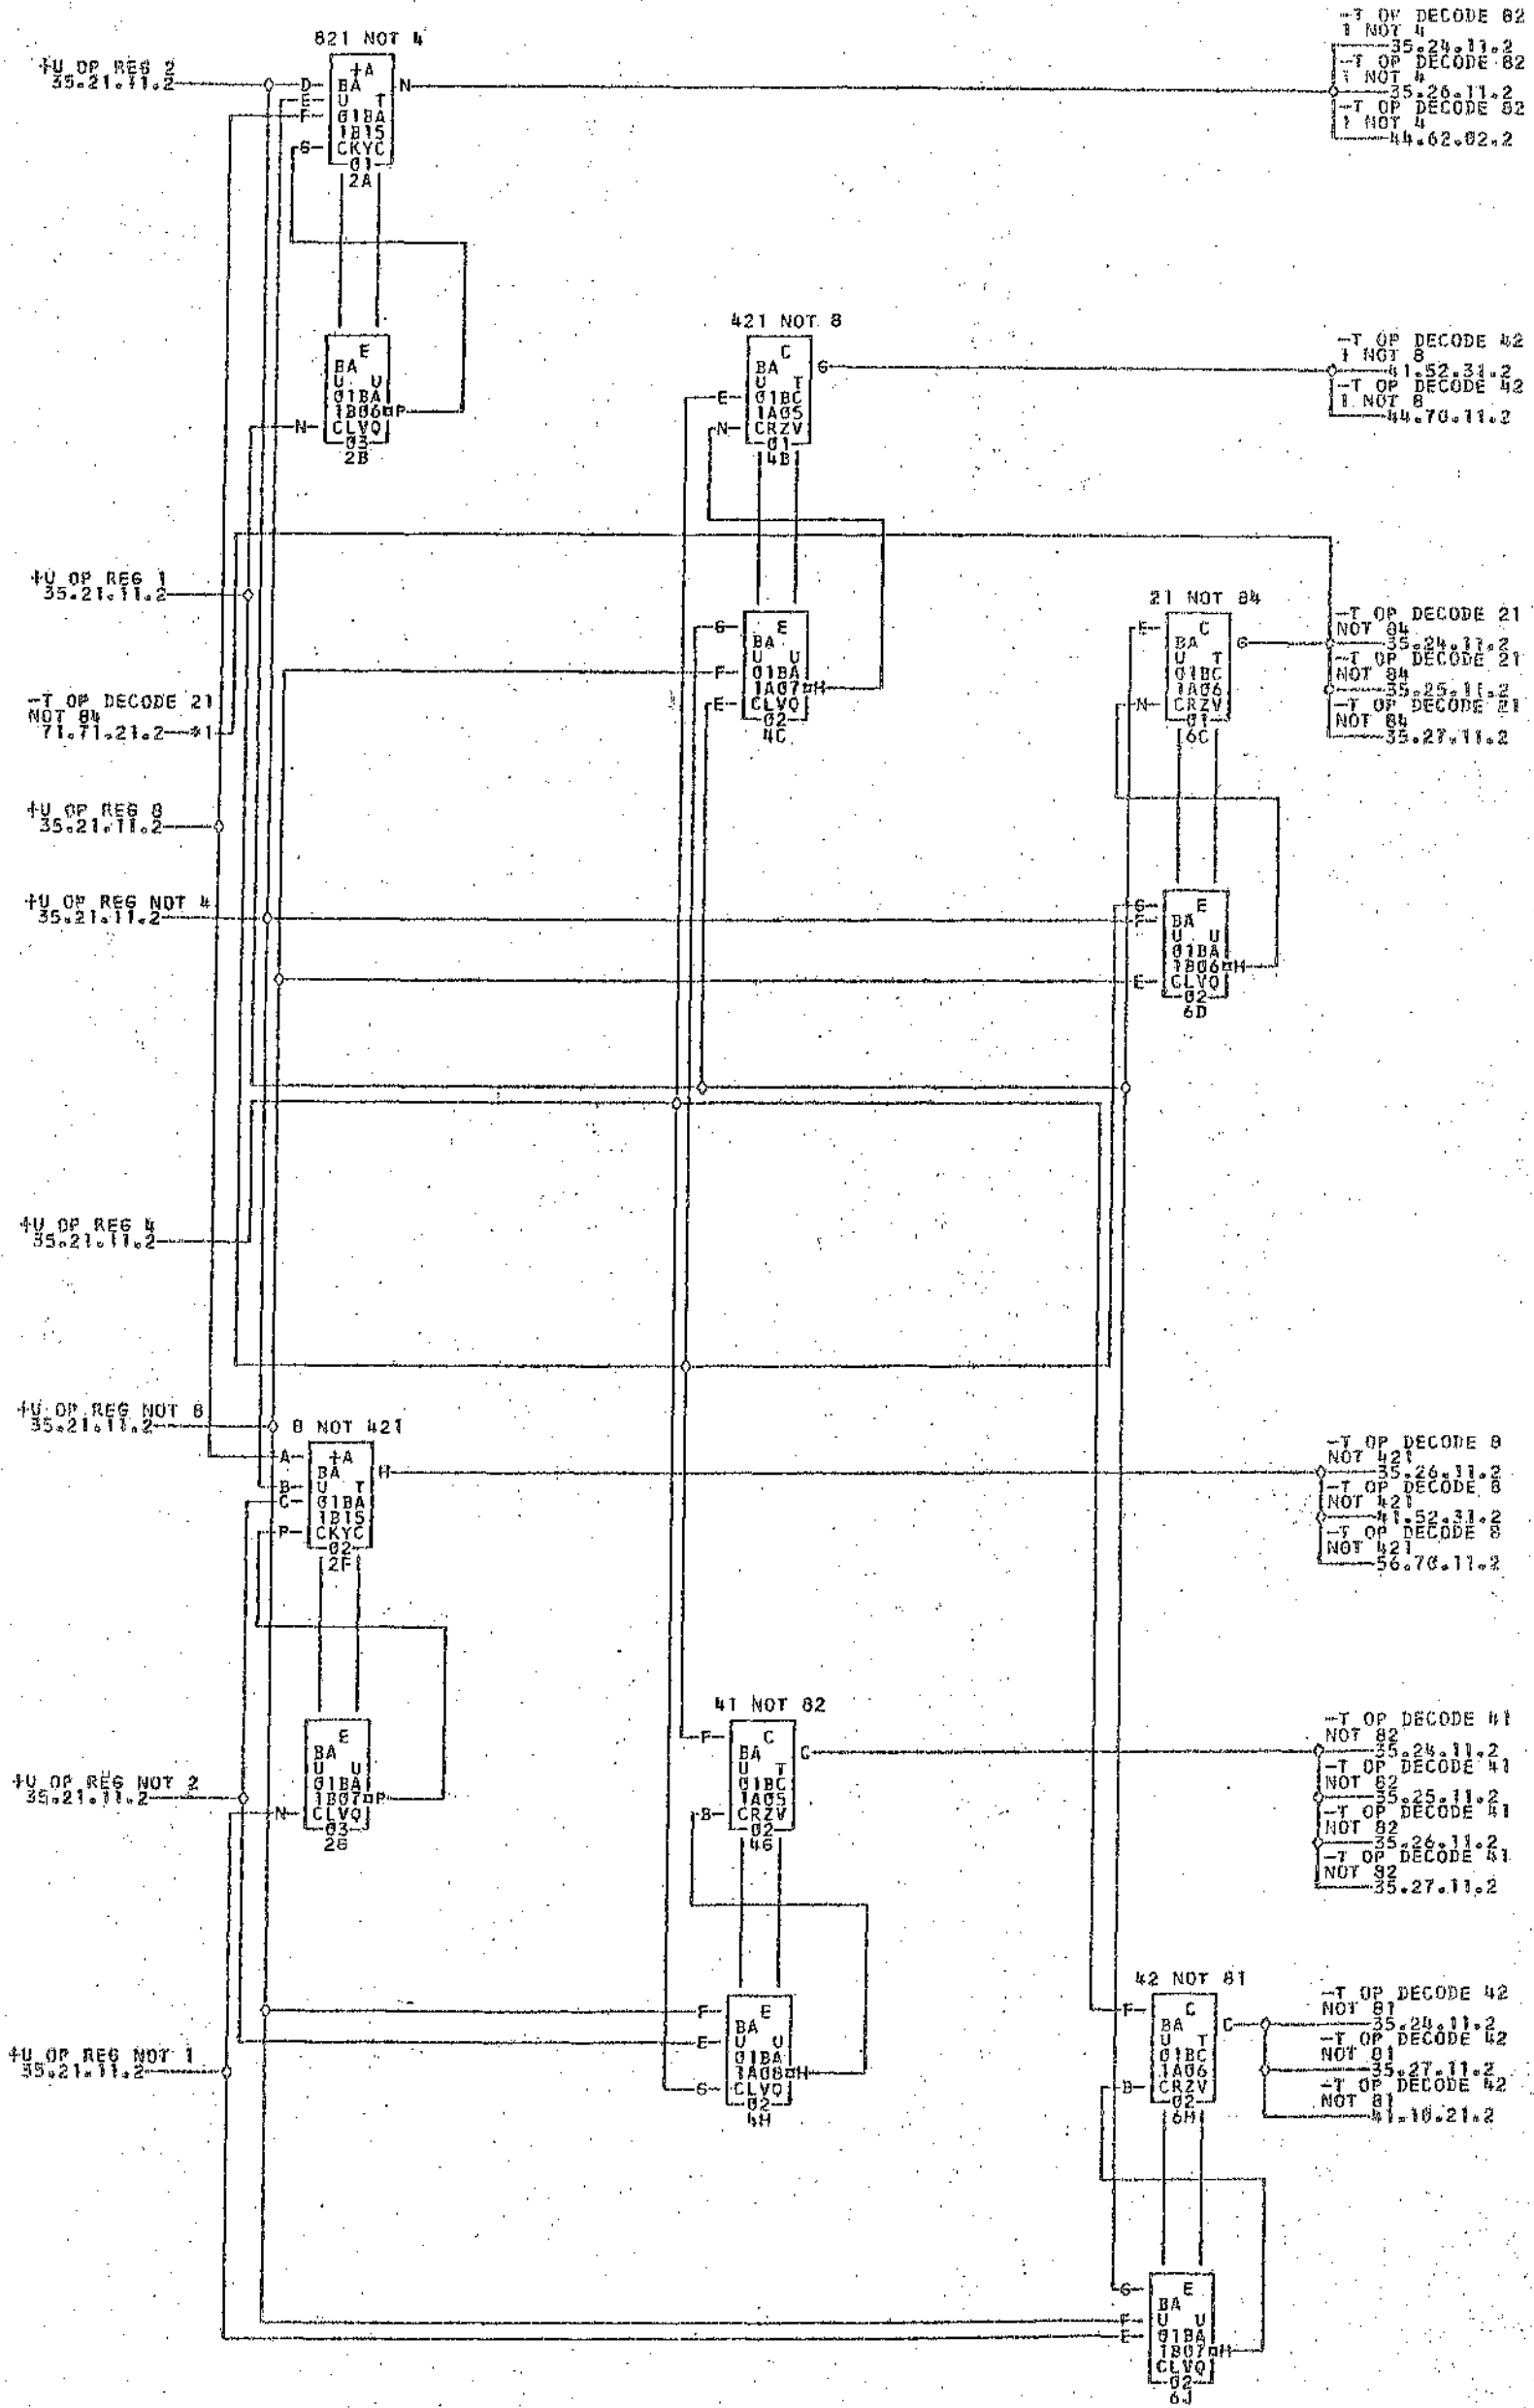 821 NOT 4
+U OP REG 2
35.21.11.2
D
E
F
G
+A
BA
U T
01BA
1B15
CKYC
01
2A
N
-T OP DECODE 82
1 NOT 4
35.24.11.2
-T OP DECODE 82
1 NOT 4
35.26.11.2
-T OP DECODE 82
1 NOT 4
44.62.02.2
E
BA
U U
01BA
1B06 P
N
CLVQ
03
2B
421 NOT 8
C
BA
U T
E
01BC
1A05
N
CRZV
01
4B
G
-T OP DECODE 42
1 NOT 8
41.52.31.2
-T OP DECODE 42
1 NOT 8
44.70.11.2
+U OP REG 1
35.21.11.2
G
F
E
E
BA
U U
01BA
1A07 H
CLVQ
02
4C
21 NOT 84
E
C
BA
U T
01BC
1A06
N
CRZV
01
6C
G
-T OP DECODE 21
NOT 84
35.24.11.2
-T OP DECODE 21
NOT 84
35.25.11.2
-T OP DECODE 21
NOT 84
35.27.11.2
-T OP DECODE 21
NOT 84
71.71.21.2 *1
+U OP REG 8
35.21.11.2
+U OP REG NOT 4
35.21.11.2
G
F
E
E
BA
U U
01BA
1B06 H
CLVQ
02
6D
+U OP REG 4
35.21.11.2
+U OP REG NOT 8
35.21.11.2
8 NOT 421
A
B
C
P
+A
BA
U T
01BA
1B15
CKYC
02
2F
H
-T OP DECODE 8
NOT 421
35.26.11.2
-T OP DECODE 8
NOT 421
41.52.31.2
-T OP DECODE 8
NOT 421
56.70.11.2
+U OP REG NOT 2
35.21.11.2
E
BA
U U
01BA
1B07 P
N
CLVQ
03
2G
41 NOT 82
F
C
BA
U T
01BC
1A05
B
CRZV
02
4G
C
-T OP DECODE 41
NOT 82
35.24.11.2
-T OP DECODE 41
NOT 82
35.25.11.2
-T OP DECODE 41
NOT 82
35.26.11.2
-T OP DECODE 41
NOT 82
35.27.11.2
+U OP REG NOT 1
35.21.11.2
F
E
G
E
BA
U U
01BA
1A08 H
CLVQ
02
4H
42 NOT 81
F
C
BA
U T
01BC
1A06
B
CRZV
02
6H
C
-T OP DECODE 42
NOT 81
35.24.11.2
-T OP DECODE 42
NOT 81
35.27.11.2
-T OP DECODE 42
NOT 81
41.10.21.2
G
F
E
E
BA
U U
01BA
1B07 H
CLVQ
02
6J